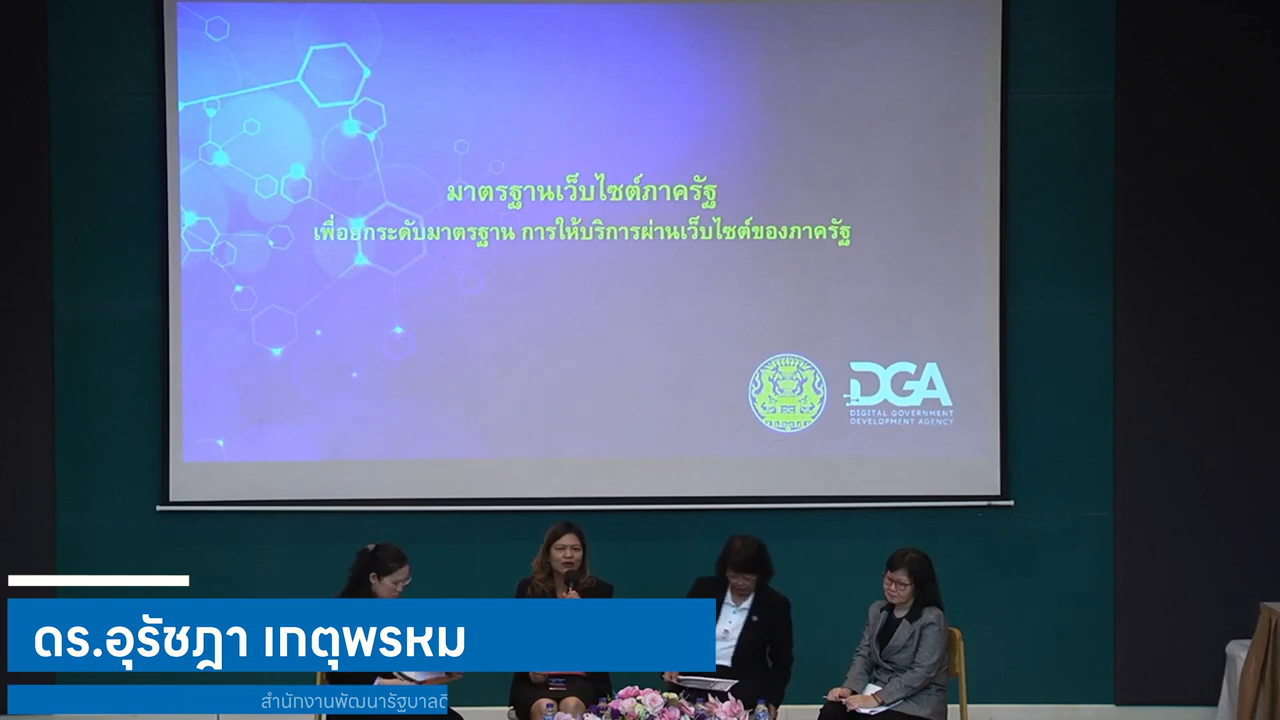 มาตรฐานเว็บไซต์ภาครัฐ
เพื่อยกระดับมาตรฐาน การให้บริการผ่านเว็บไซต์ของภาครัฐ
DGA
DIGITAL GOVERNMENT
DEVELOPMENT AGENCY
ดร.อุรัชฎา เกตุพรหม
สำนักงานพัฒนารัฐบาลดิ